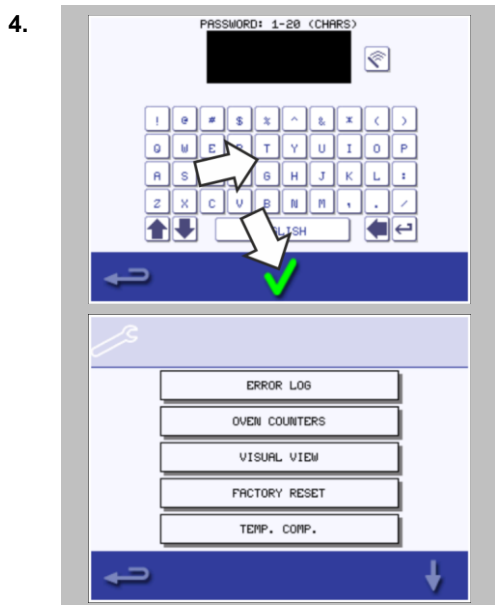 4.
PASSWORD: 1-20 (CHARS)
! @ # $ % ^ & * ( )
Q W E T Y U I O P
A S G H J K L :
Z X C V B N M , . /
LISH
ERROR LOG
OVEN COUNTERS
VISUAL VIEW
FACTORY RESET
TEMP. COMP.